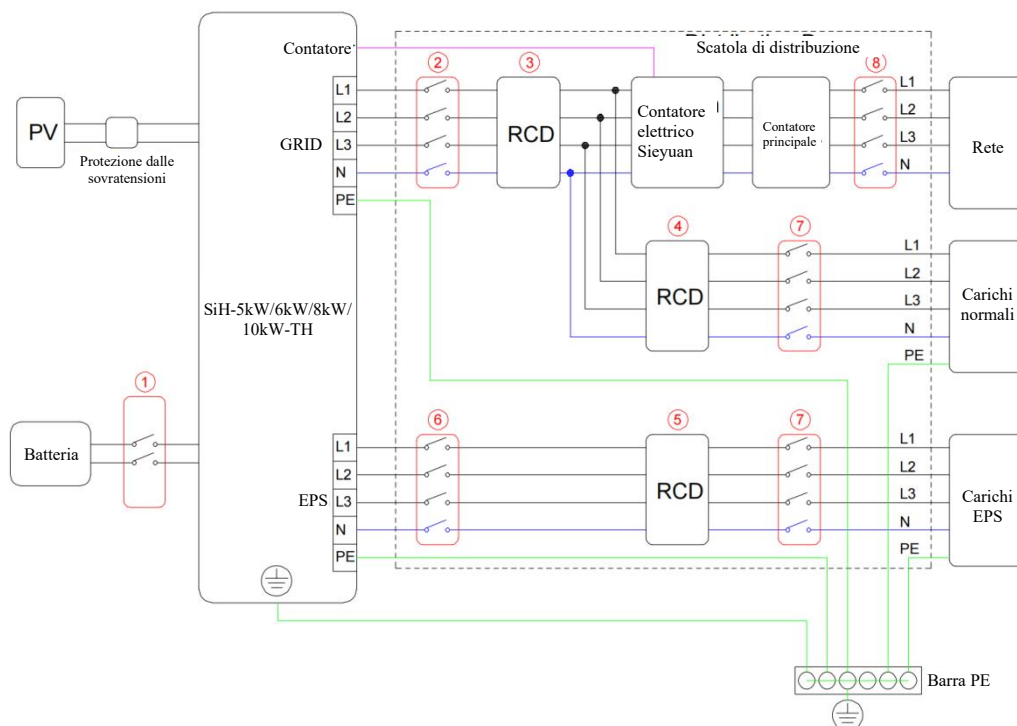 Contatore
Scatola di distribuzione
②
③
⑧
L1
L2
L3
N
PE
GRID
RCD
Contatore
elettrico
Sieyuan
Contatore
principale
L1
L2
L3
N
Rete
PV
Protezione dalle
sovratensioni
④
⑦
RCD
L1
L2
L3
N
PE
Carichi
normali
SiH-5kW/6kW/8kW/
10kW-TH
①
Batteria
⑥
⑤
⑦
L1
L2
L3
N
PE
EPS
RCD
L1
L2
L3
N
PE
Carichi
EPS
Barra PE